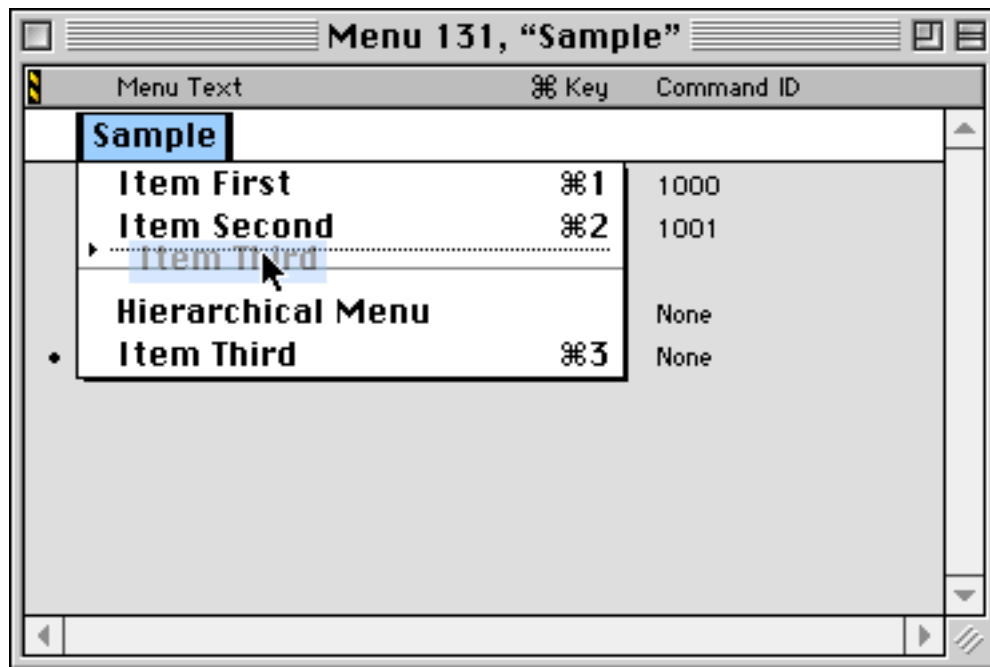 Menu 131, “Sample”
Menu Text ⌘ Key Command ID
Sample
Item First ⌘1 1000
Item Second ⌘2 1001
Item Third
Hierarchical Menu None
• Item Third ⌘3 None